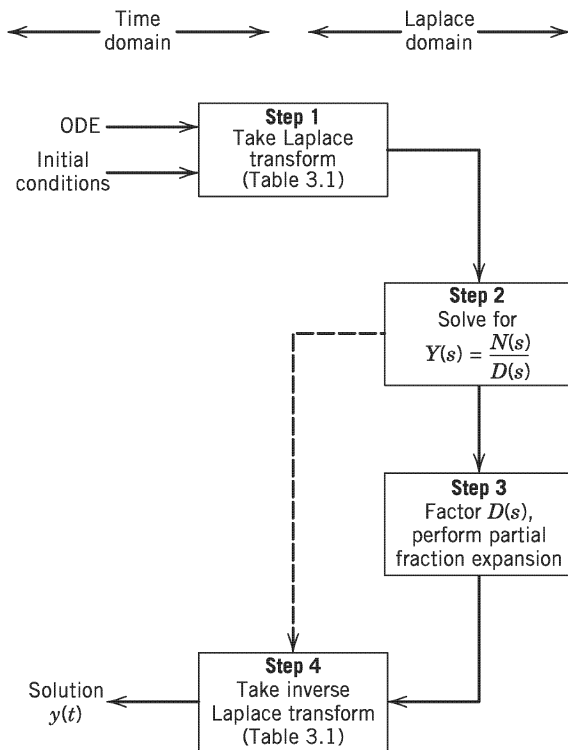 Time
domain
Laplace
domain
ODE
Initial
conditions
Step 1
Take Laplace
transform
(Table 3.1)
Step 2
Solve for
Y(s) = N(s)/D(s)
Step 3
Factor D(s),
perform partial
fraction expansion
Step 4
Take inverse
Laplace transform
(Table 3.1)
Solution
y(t)